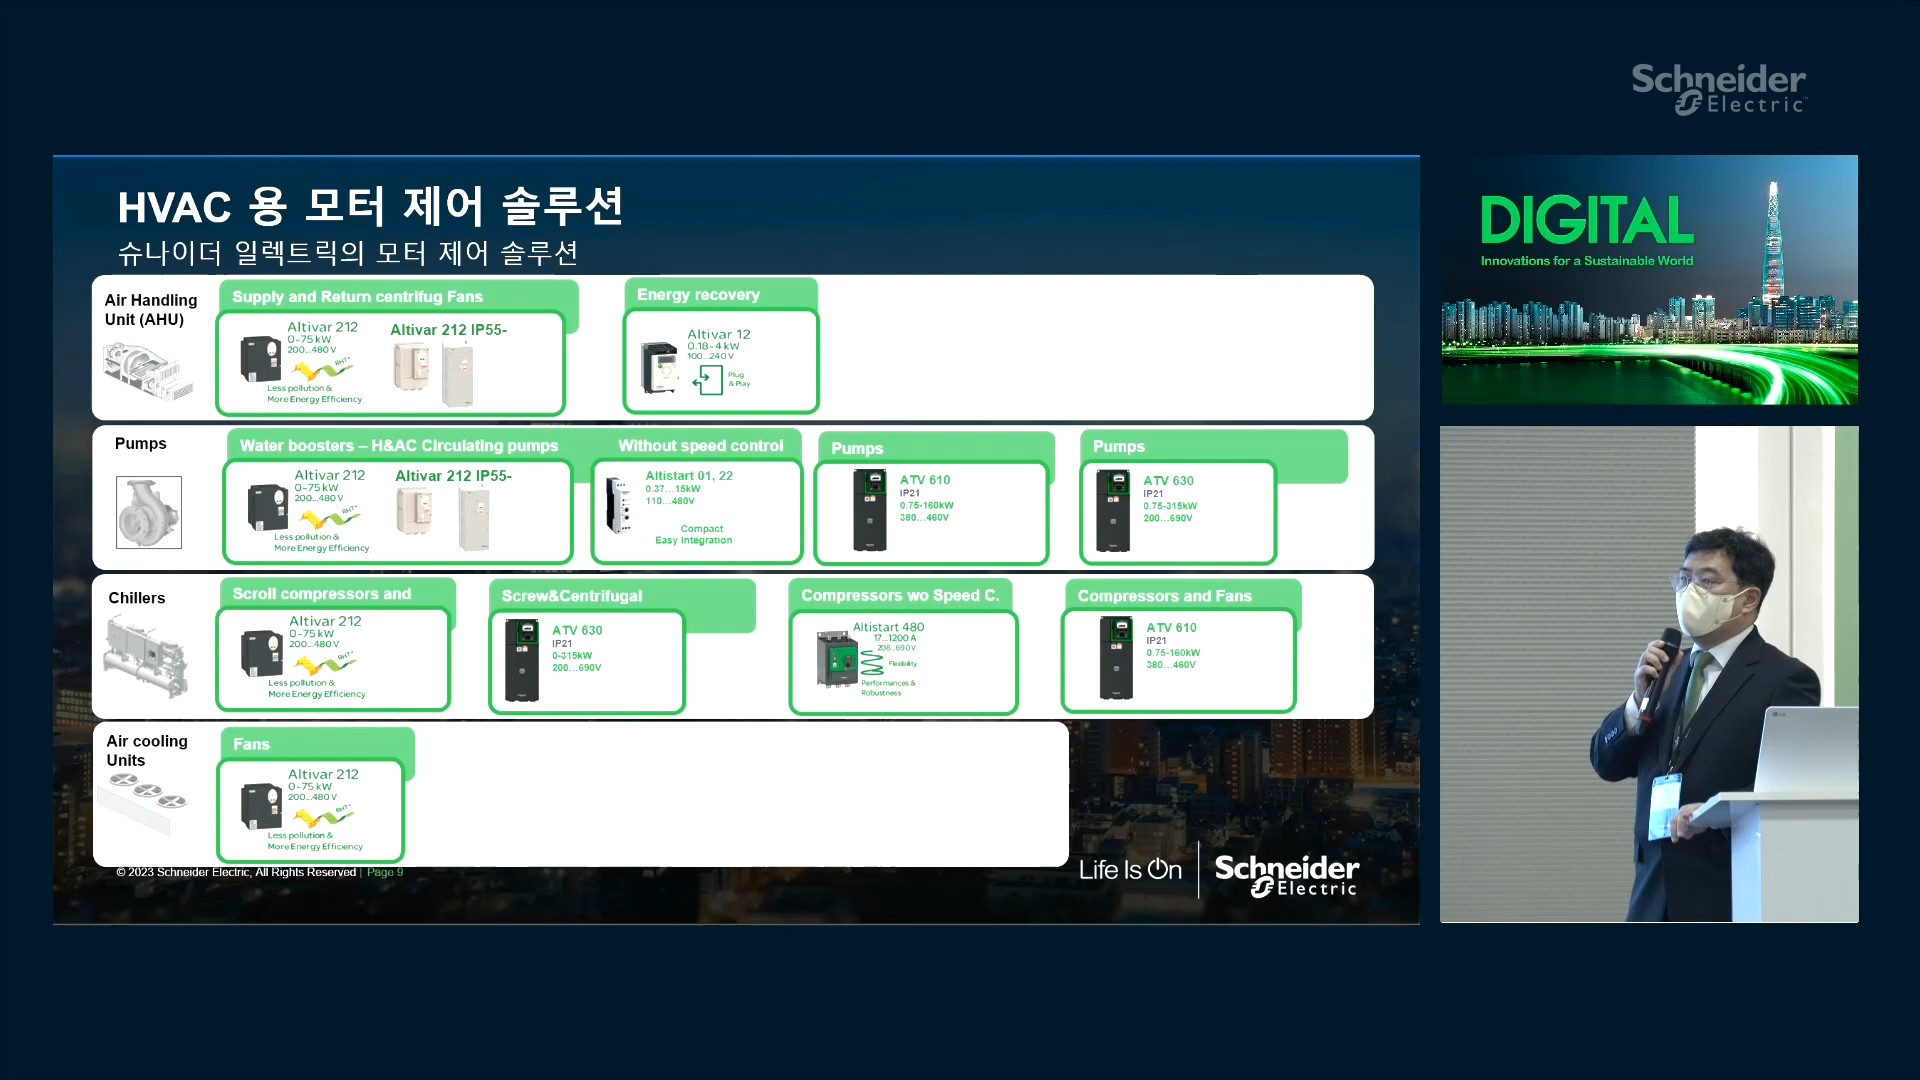 Schneider
Electric
HVAC 용 모터 제어 솔루션
슈나이더 일렉트릭의 모터 제어 솔루션
DIGITAL
Innovations for a Sustainable World
Air Handling
Unit (AHU)
Supply and Return centrifug Fans
Altivar 212
0-75 kW
200...480 V
RHT*
Less pollution &
More Energy Efficiency
Altivar 212 IP55-
Energy recovery
Altivar 12
0.18-4 kW
100...240 V
Plug
& Play
Pumps
Water boosters – H&AC Circulating pumps
Altivar 212
0-75 kW
200...480 V
RHT*
Less pollution &
More Energy Efficiency
Altivar 212 IP55-
Without speed control
Altistart 01, 22
0.37...15kW
110...480V
Compact
Easy Integration
Pumps
ATV 610
IP21
0.75-160kW
380...460V
Pumps
ATV 630
IP21
0.75-315kW
200...690V
Chillers
Scroll compressors and
Altivar 212
0-75 kW
200...480 V
RHT*
Less pollution &
More Energy Efficiency
Screw&Centrifugal
ATV 630
IP21
0-315kW
200...690V
Compressors wo Speed C.
Altistart 480
17...1200 A
208...690 V
Flexibility
Performances &
Robustness
Compressors and Fans
ATV 610
IP21
0.75-160kW
380...460V
Air cooling
Units
Fans
Altivar 212
0-75 kW
200...480 V
RHT*
Less pollution &
More Energy Efficiency
© 2023 Schneider Electric, All Rights Reserved | Page 9
Life Is On
Schneider
Electric
LG